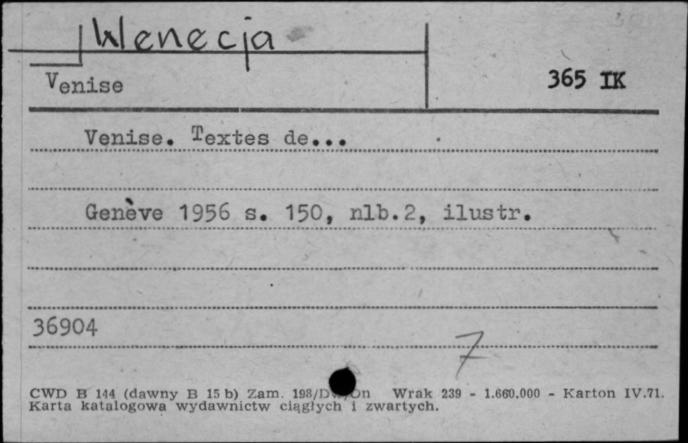 Wenecja
Venise
365 IK
Venise. Textes de...
Genève 1956 s. 150, nlb.2, ilustr.
36904
7
CWD B 144 (dawny B 15 b) Zam. 198/ Wrak 239 - 1.660.000 - Karton IV.71.
Karta katalogowa wydawnictw ciągłych i zwartych.